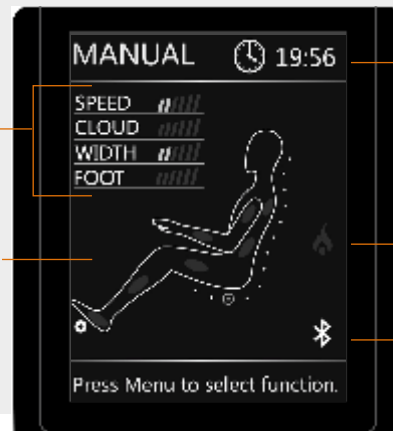 MANUAL 19:56
SPEED
CLOUD
WIDTH
FOOT
Press Menu to select function.